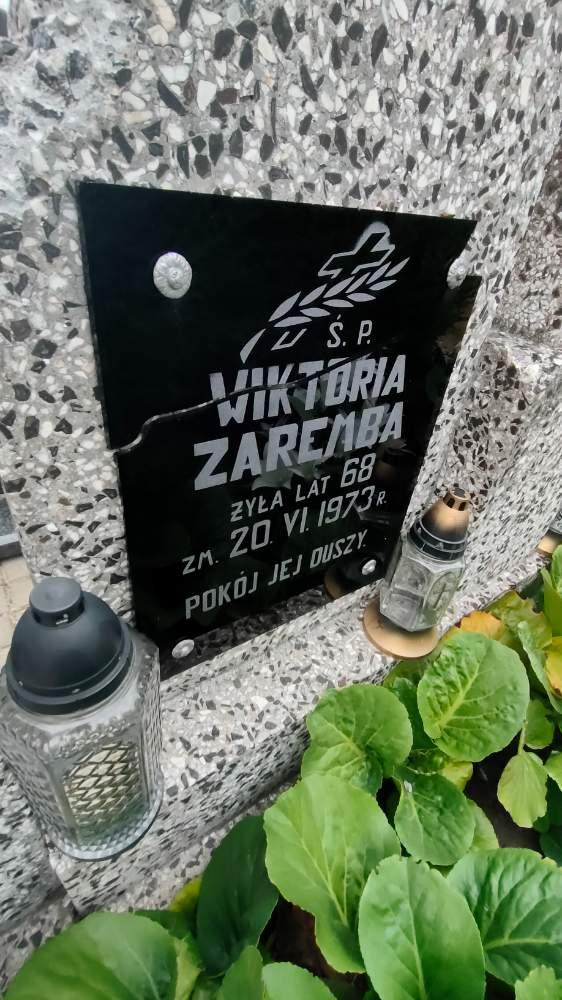 Ś. P.
WIKTORIA
ZAREMBA
ŻYŁA LAT 68
ZM. 20. VI. 1973 R.
POKÓJ JEJ DUSZY.